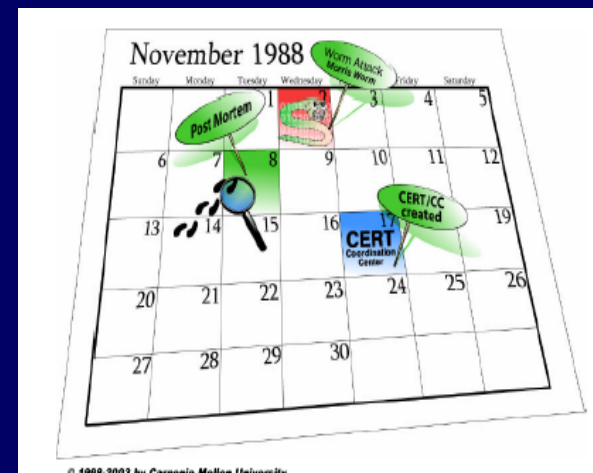 November 1988
Worm Attack
Morris Worm
Sunday Monday Tuesday Wednesday Friday Saturday
1 2 3 4 5
Post Mortem
6 7 8 9 10 11 12
CERT/CC
created
13 14 15 16 17 19
CERT
Coordination
Center
20 21 22 23 24 25 26
27 28 29 30
© 1998-2003 by Carnegie Mellon University